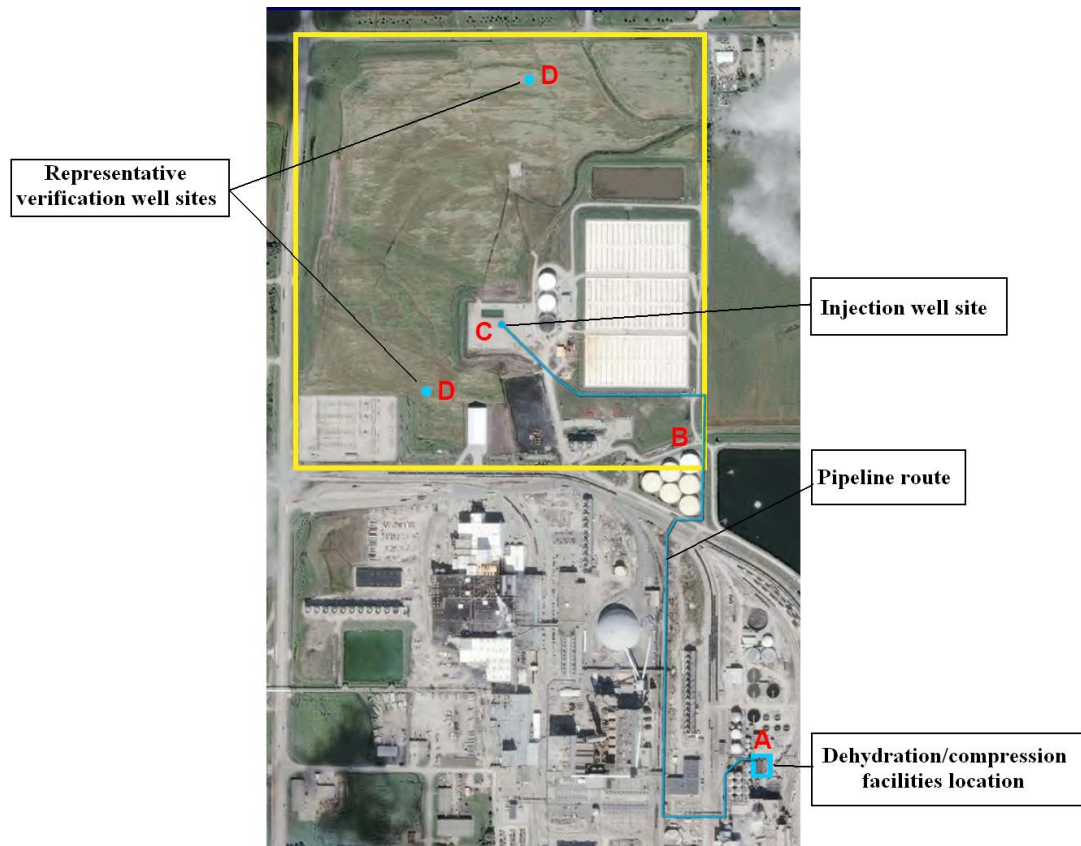 D
Representative
verification well sites
Injection well site
C
D
B
Pipeline route
A
Dehydration/compression
facilities location